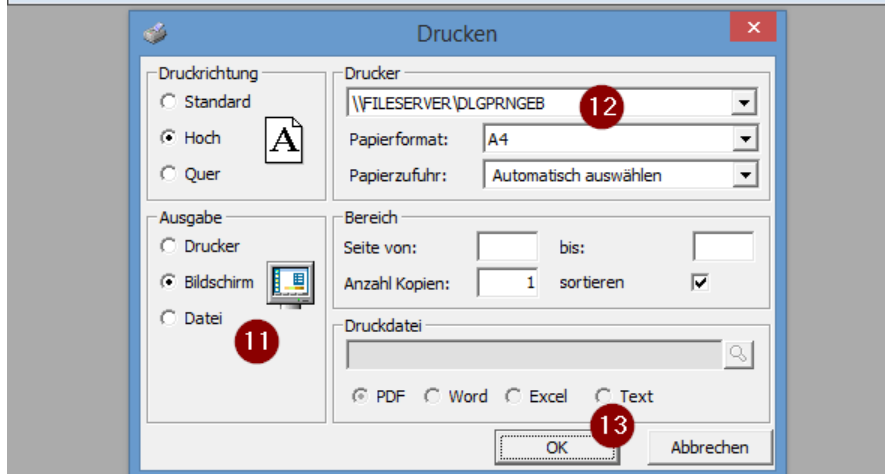 Drucken
Druckrichtung
Standard
Hoch
A
Quer
Drucker
\\FILESERVER\DLGPRNGEB
12
Papierformat: A4
Papierzufuhr: Automatisch auswählen
Ausgabe
Drucker
Bildschirm
Datei
11
Bereich
Seite von: bis:
Anzahl Kopien: 1 sortieren
Druckdatei
PDF Word Excel Text
13
OK Abbrechen